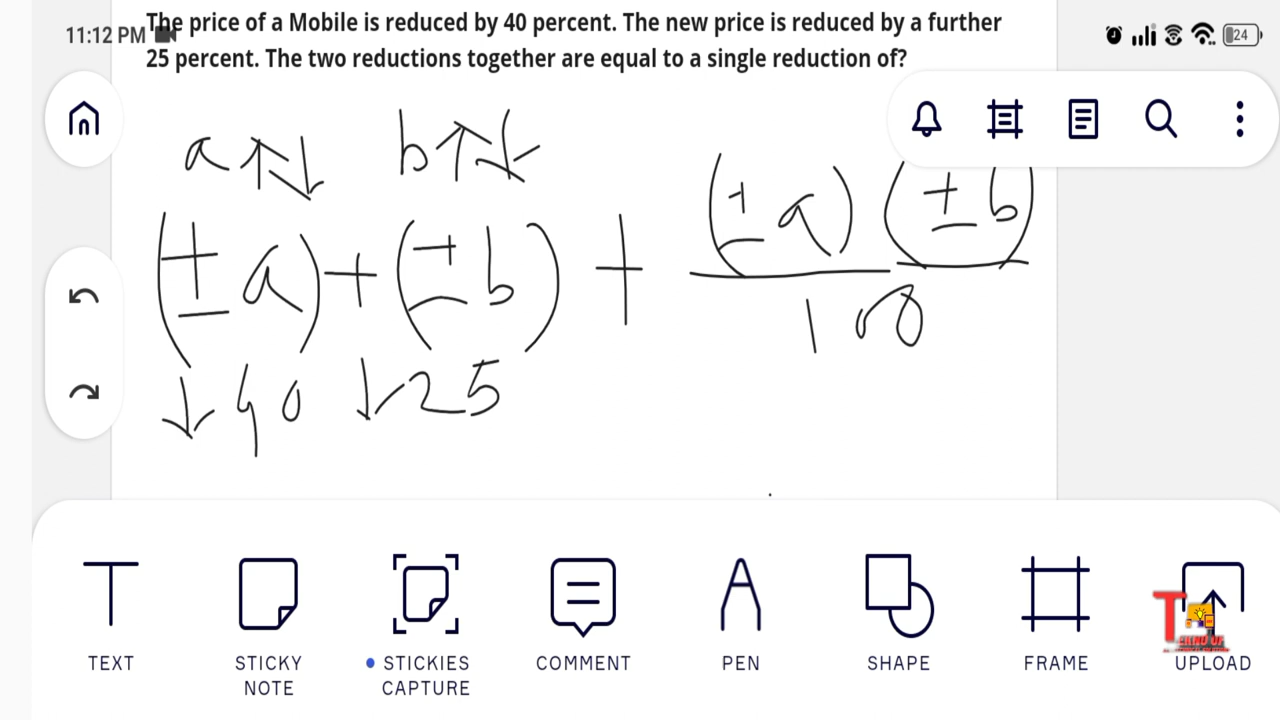 11:12 PM
The price of a Mobile is reduced by 40 percent. The new price is reduced by a further
25 percent. The two reductions together are equal to a single reduction of?
24
a↑↓ b↑↓
(± a) + (± b) + (± a) (± b)
100
↓ 40 ↓ 25
TEXT
STICKY
NOTE
STICKIES
CAPTURE
COMMENT
PEN
SHAPE
FRAME
UPLOAD